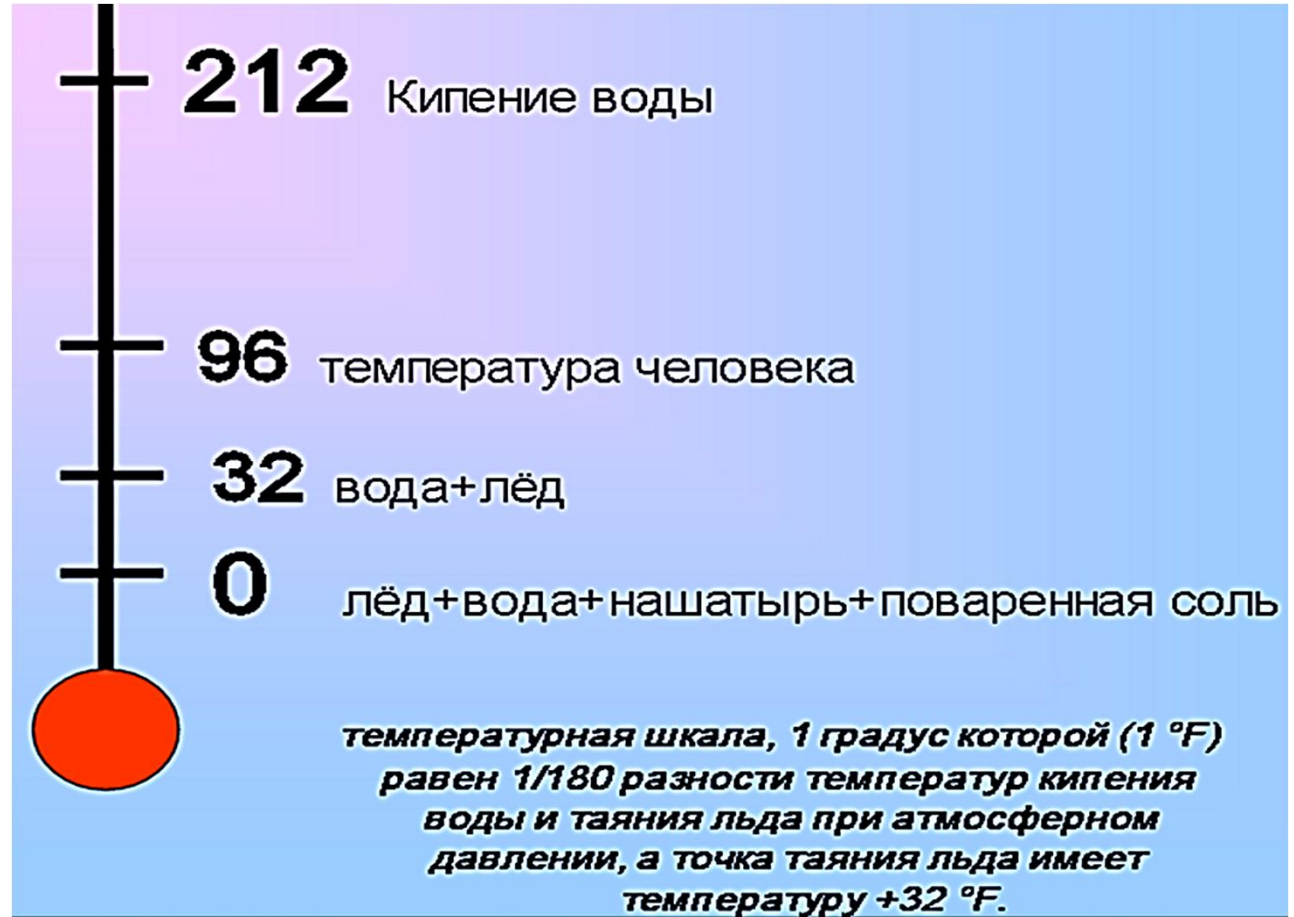 212 Кипение воды
96 температура человека
32 вода+лёд
0 лёд+вода+нашатырь+поваренная соль
температурная шкала, 1 градус которой (1 °F)
равен 1/180 разности температур кипения
воды и таяния льда при атмосферном
давлении, а точка таяния льда имеет
температуру +32 °F.